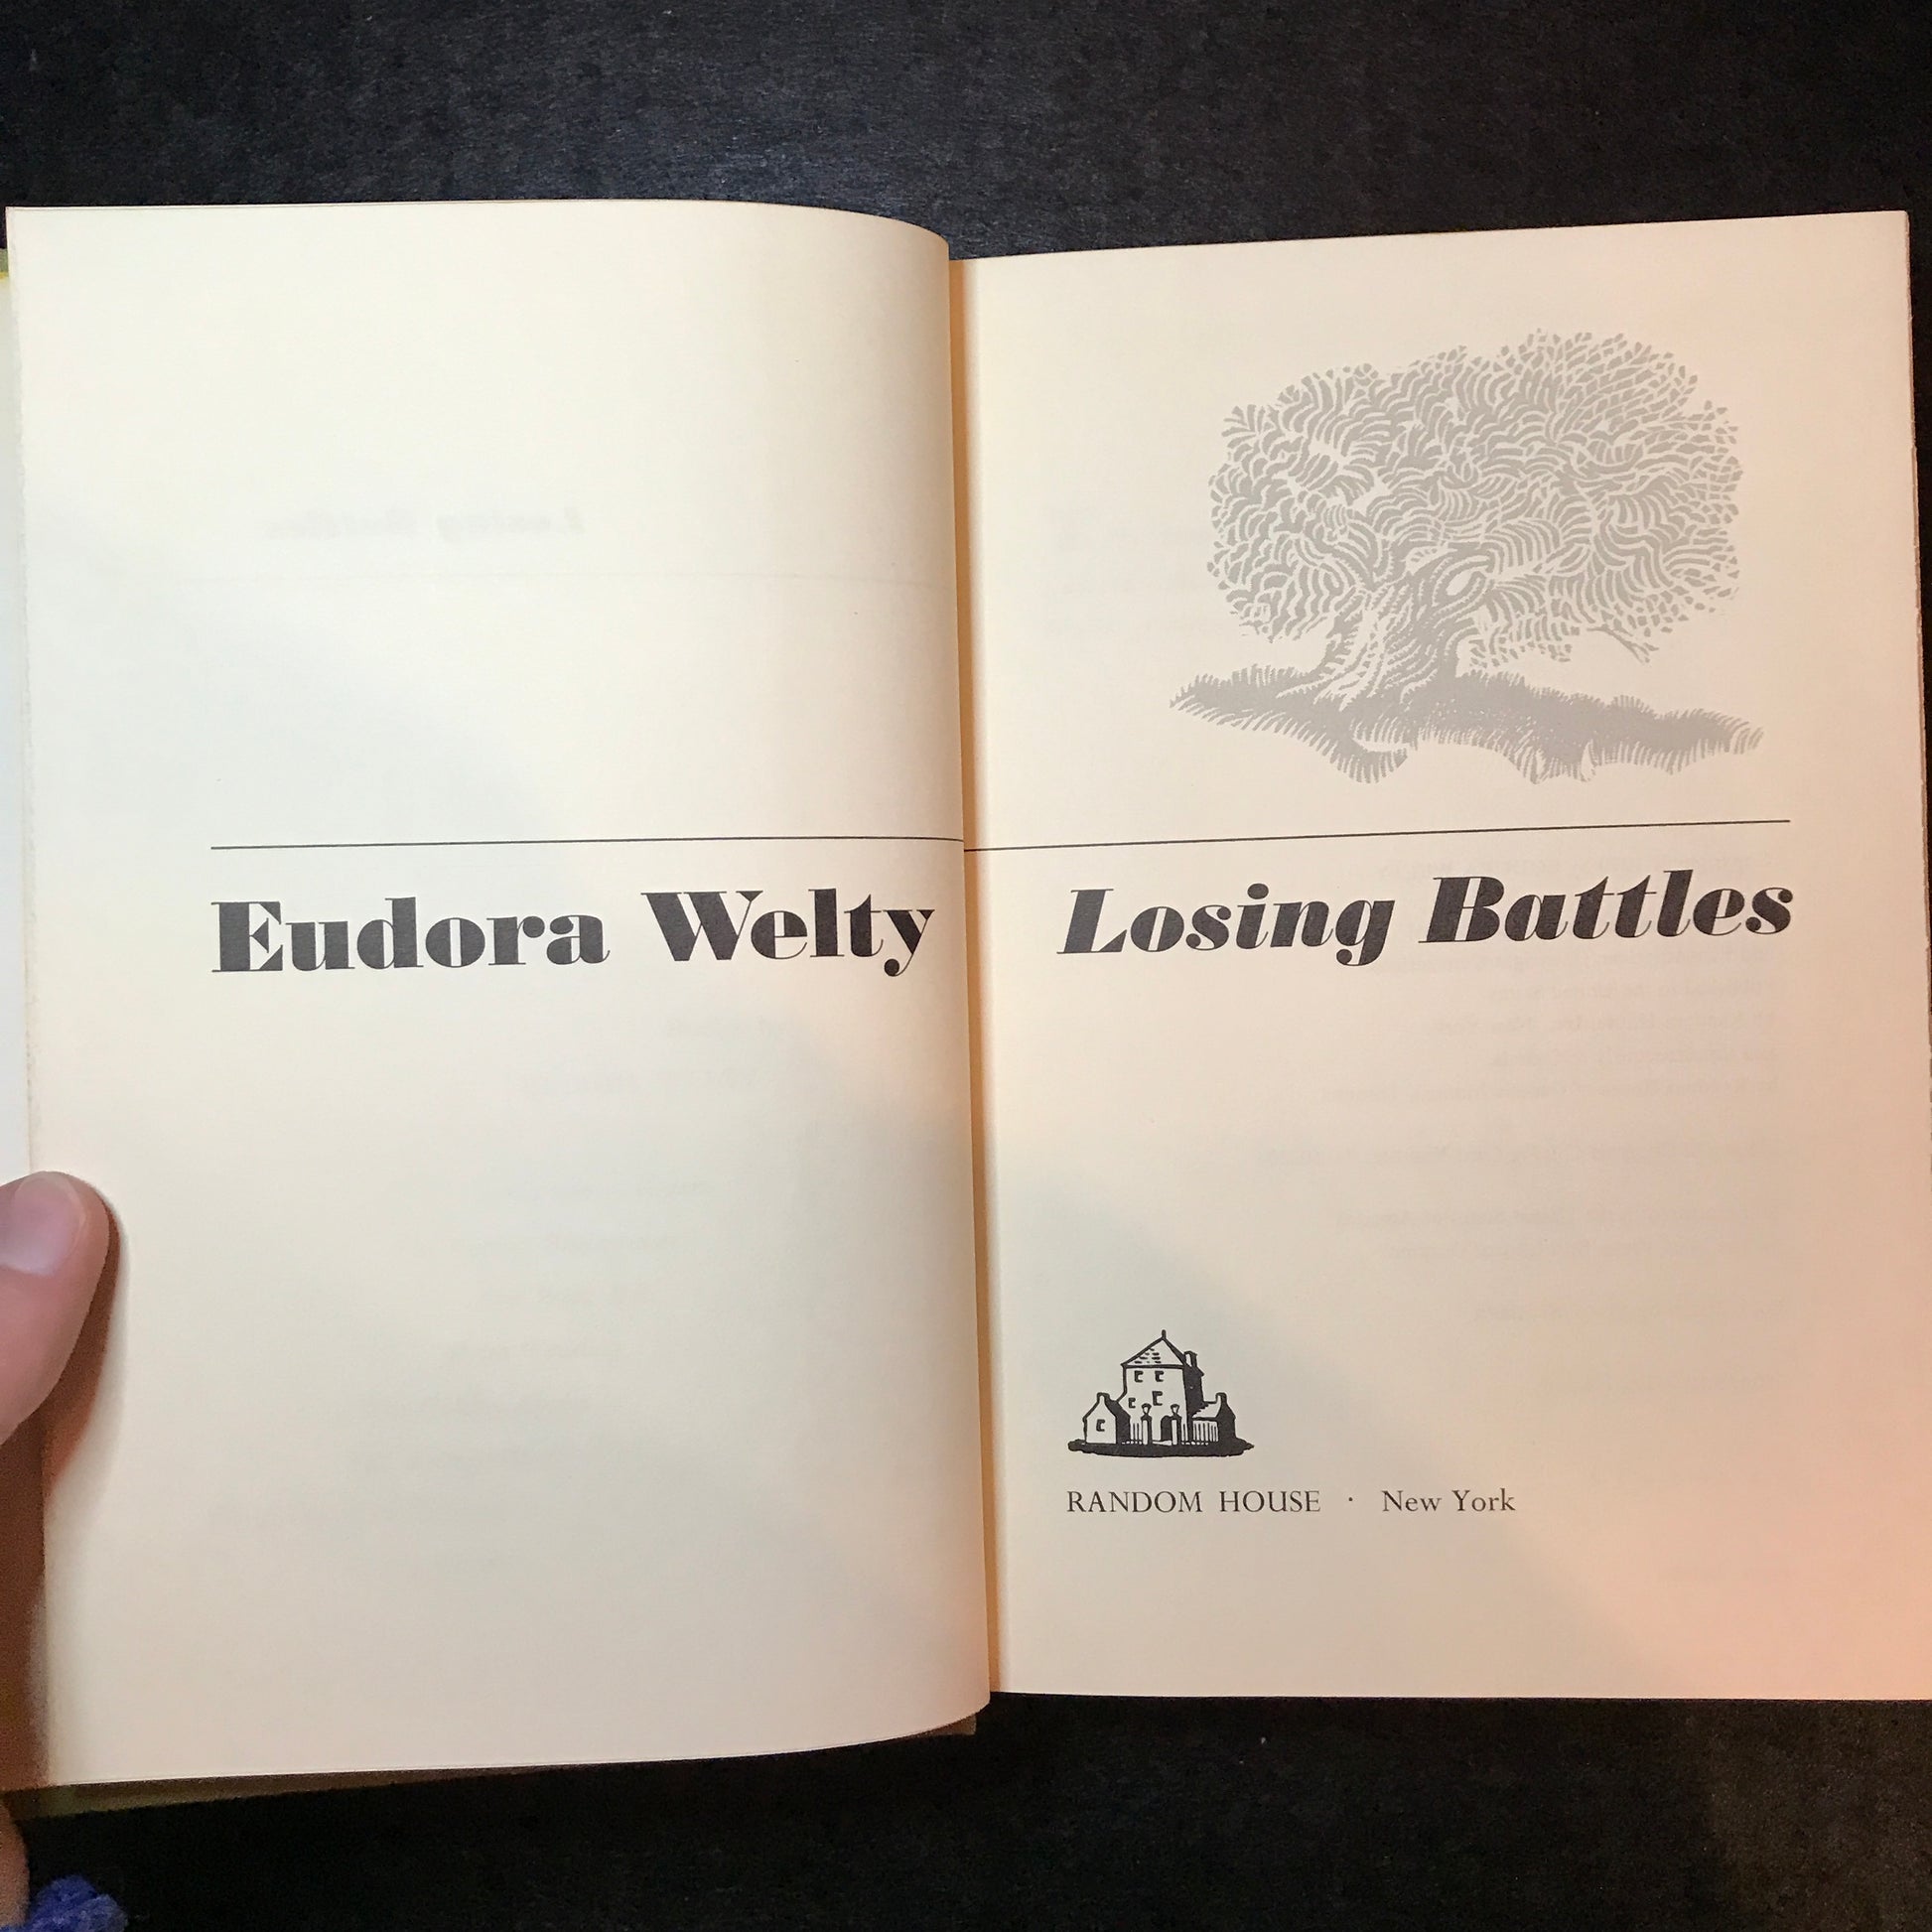 Eudora Welty
Losing Battles
RANDOM HOUSE · New York